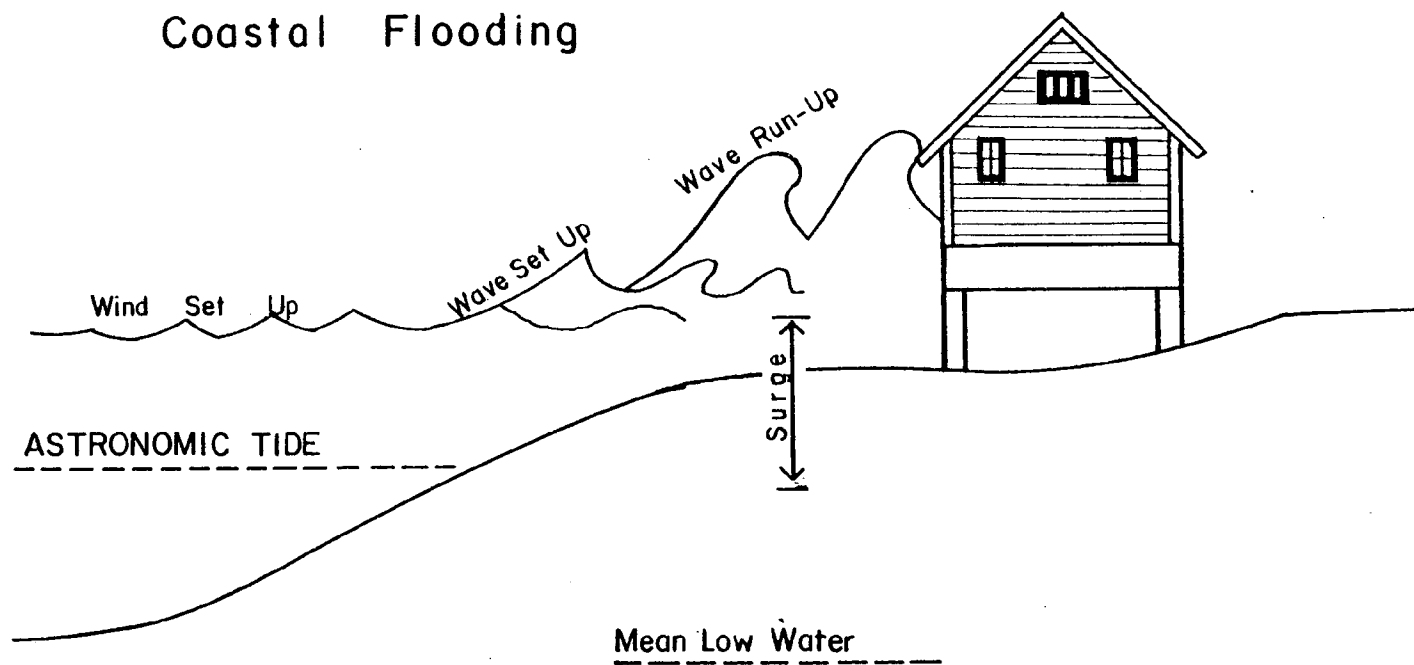 Coastal Flooding
Wave Run-Up
Wave Set Up
Wind Set Up
Surge
ASTRONOMIC TIDE
Mean Low Water